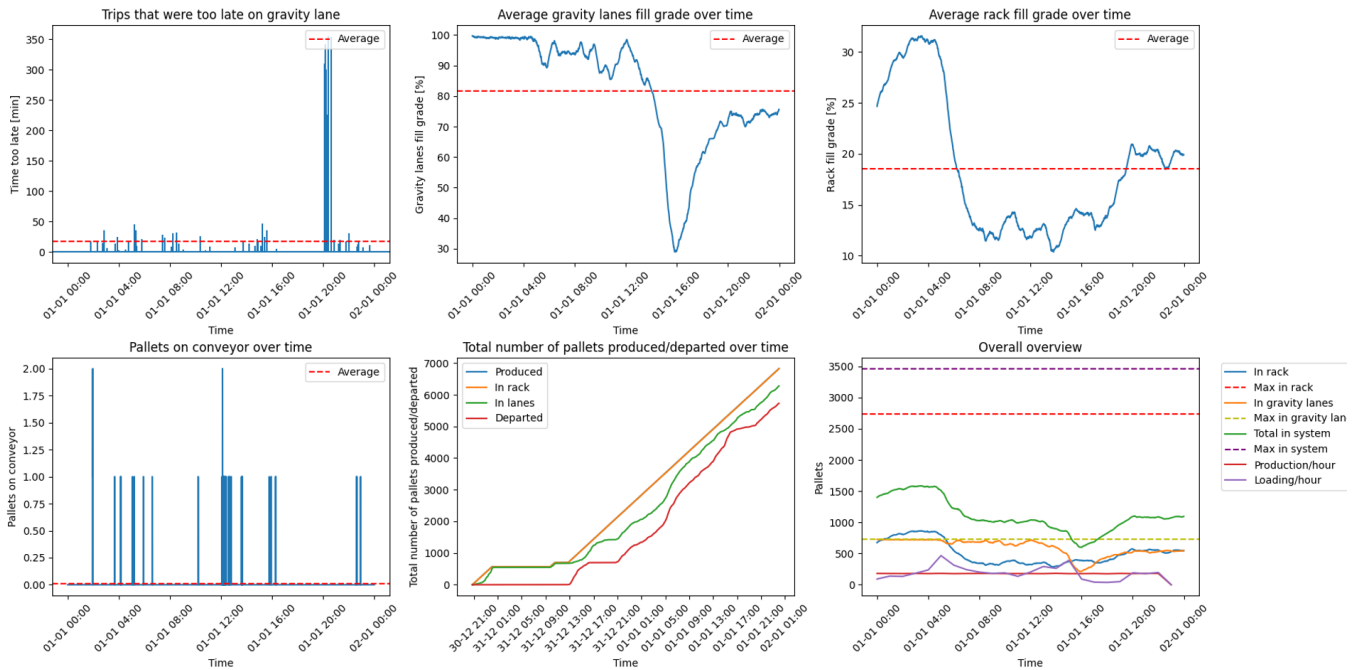 Trips that were too late on gravity lane
Time too late [min]
350
300
250
200
150
100
50
0
Average
01-01 00:00
01-01 04:00
01-01 08:00
01-01 12:00
01-01 16:00
01-01 20:00
02-01 00:00
Time
Average gravity lanes fill grade over time
Gravity lanes fill grade [%]
100
90
80
70
60
50
40
30
Average
01-01 00:00
01-01 04:00
01-01 08:00
01-01 12:00
01-01 16:00
01-01 20:00
02-01 00:00
Time
Average rack fill grade over time
Rack fill grade [%]
30
25
20
15
10
Average
01-01 00:00
01-01 04:00
01-01 08:00
01-01 12:00
01-01 16:00
01-01 20:00
02-01 00:00
Time
Pallets on conveyor over time
Pallets on conveyor
2.00
1.75
1.50
1.25
1.00
0.75
0.50
0.25
0.00
Average
01-01 00:00
01-01 04:00
01-01 08:00
01-01 12:00
01-01 16:00
01-01 20:00
02-01 00:00
Time
Total number of pallets produced/departed over time
Total number of pallets produced/departed
7000
6000
5000
4000
3000
2000
1000
0
Produced
In rack
In lanes
Departed
30-12 21:00
31-12 01:00
31-12 05:00
31-12 09:00
31-12 13:00
31-12 17:00
31-12 21:00
01-01 01:00
01-01 05:00
01-01 09:00
01-01 13:00
01-01 17:00
01-01 21:00
02-01 01:00
Time
Overall overview
Pallets
3500
3000
2500
2000
1500
1000
500
0
01-01 00:00
01-01 04:00
01-01 08:00
01-01 12:00
01-01 16:00
01-01 20:00
02-01 00:00
Time
In rack
Max in rack
In gravity lanes
Max in gravity lan
Total in system
Max in system
Production/hour
Loading/hour